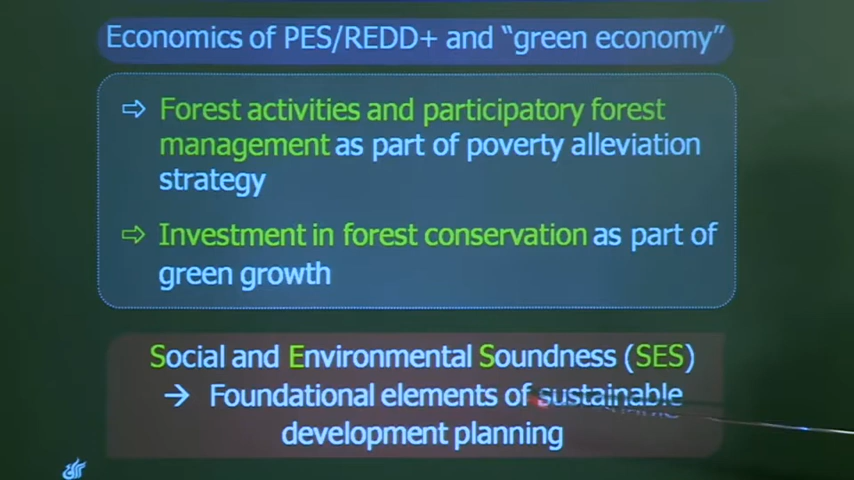 Economics of PES/REDD+ and “green economy”
⇨ Forest activities and participatory forest
management as part of poverty alleviation
strategy
⇨ Investment in forest conservation as part of
green growth
Social and Environmental Soundness (SES)
→ Foundational elements of sustainable
development planning